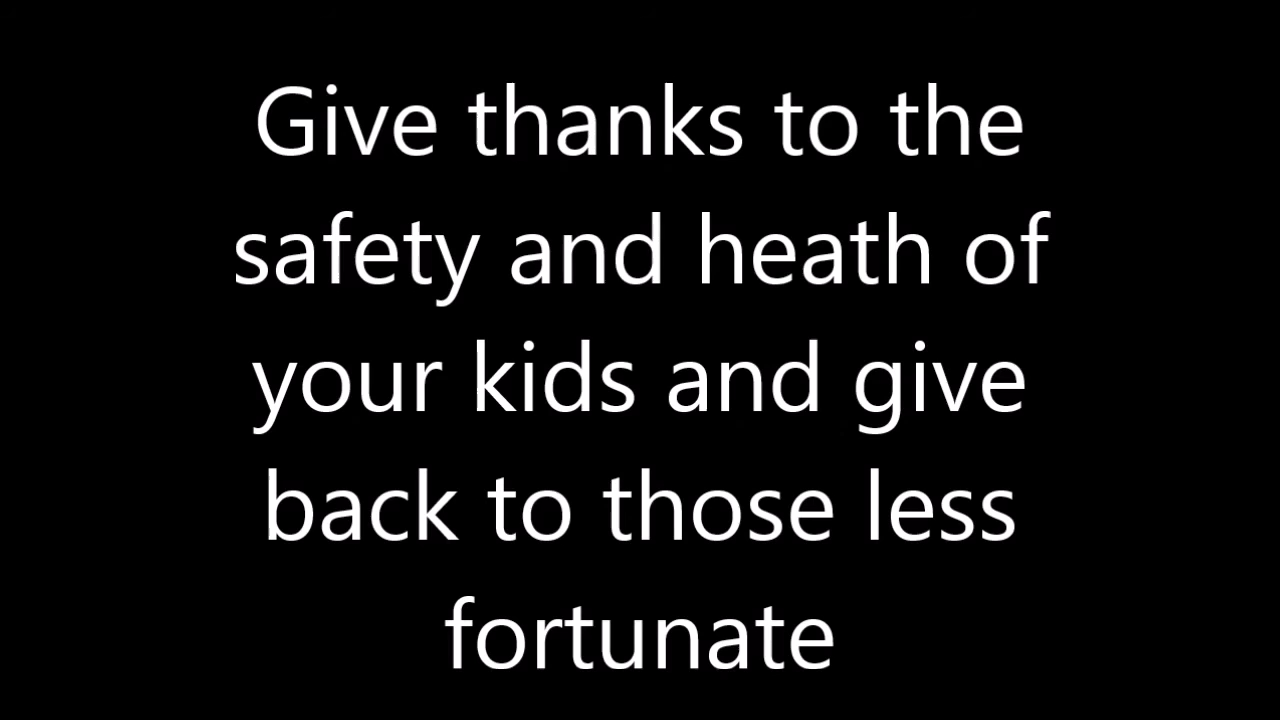 Give thanks to the
safety and heath of
your kids and give
back to those less
fortunate